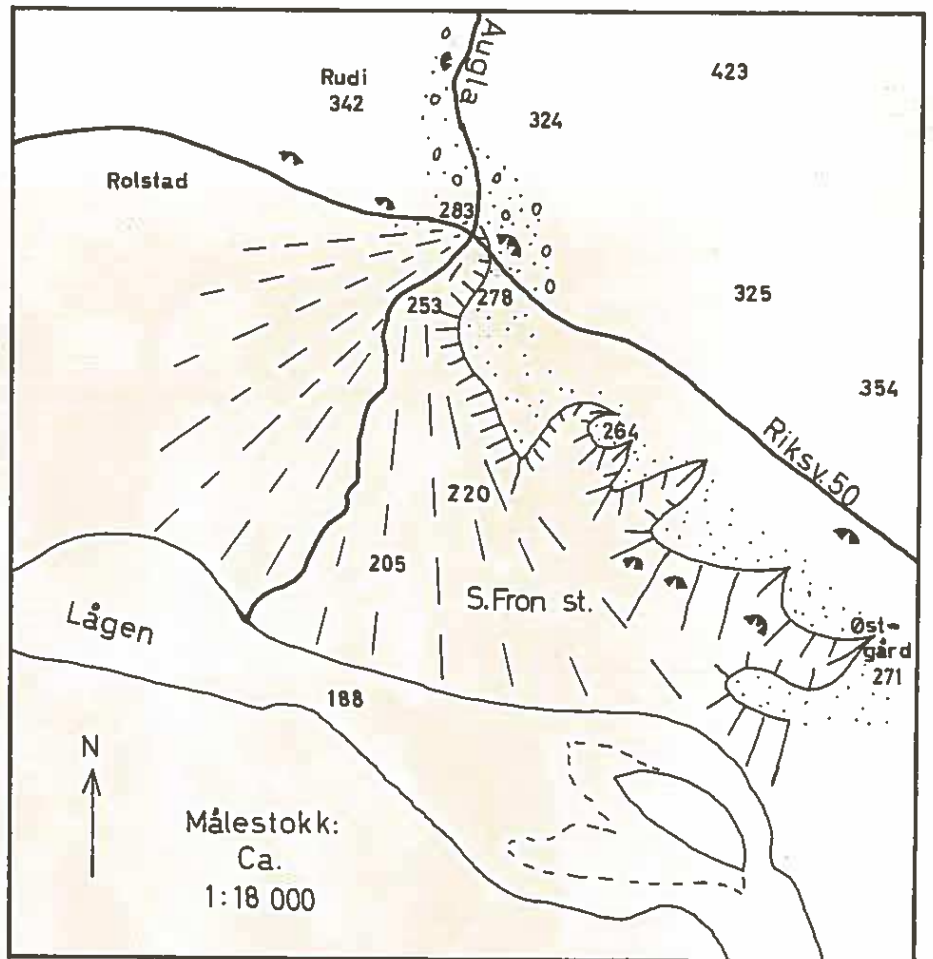 Augla
423
Rudi
342
324
Rolstad
283
325
253
278
354
264
Riksv.50
220
205
S.Fron st.
Lågen
Øst-
gård
271
188
N
Målestokk:
Ca.
1:18 000